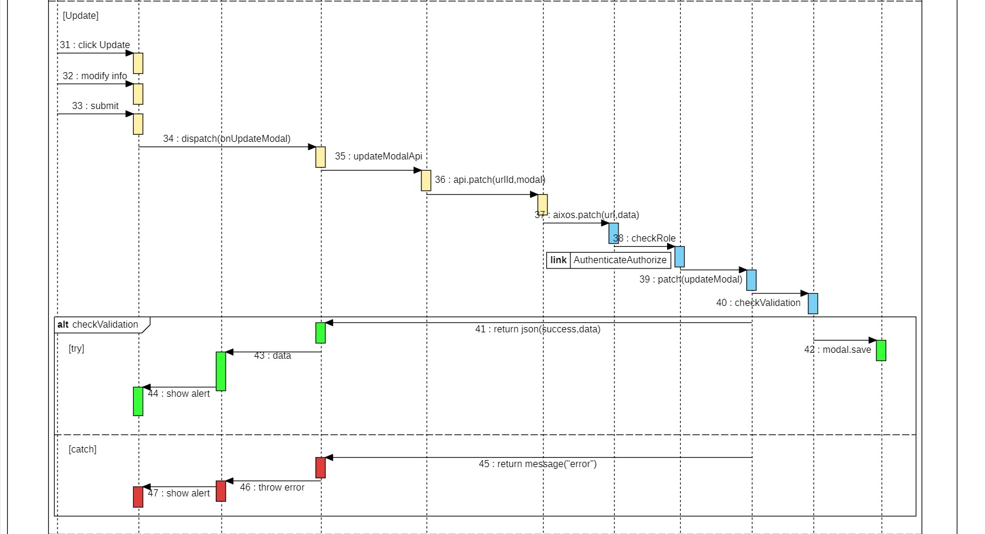 [Update]
31 : click Update
32 : modify info
33 : submit
34 : dispatch(onUpdateModal)
35 : updateModalApi
36 : api.patch(urlId,modal)
37 : aixos.patch(url,data)
38 : checkRole
link AuthenticateAuthorize
39 : patch(updateModal)
40 : checkValidation
alt checkValidation
41 : return json(success,data)
[try]
42 : modal.save
43 : data
44 : show alert
[catch]
45 : return message("error")
46 : throw error
47 : show alert